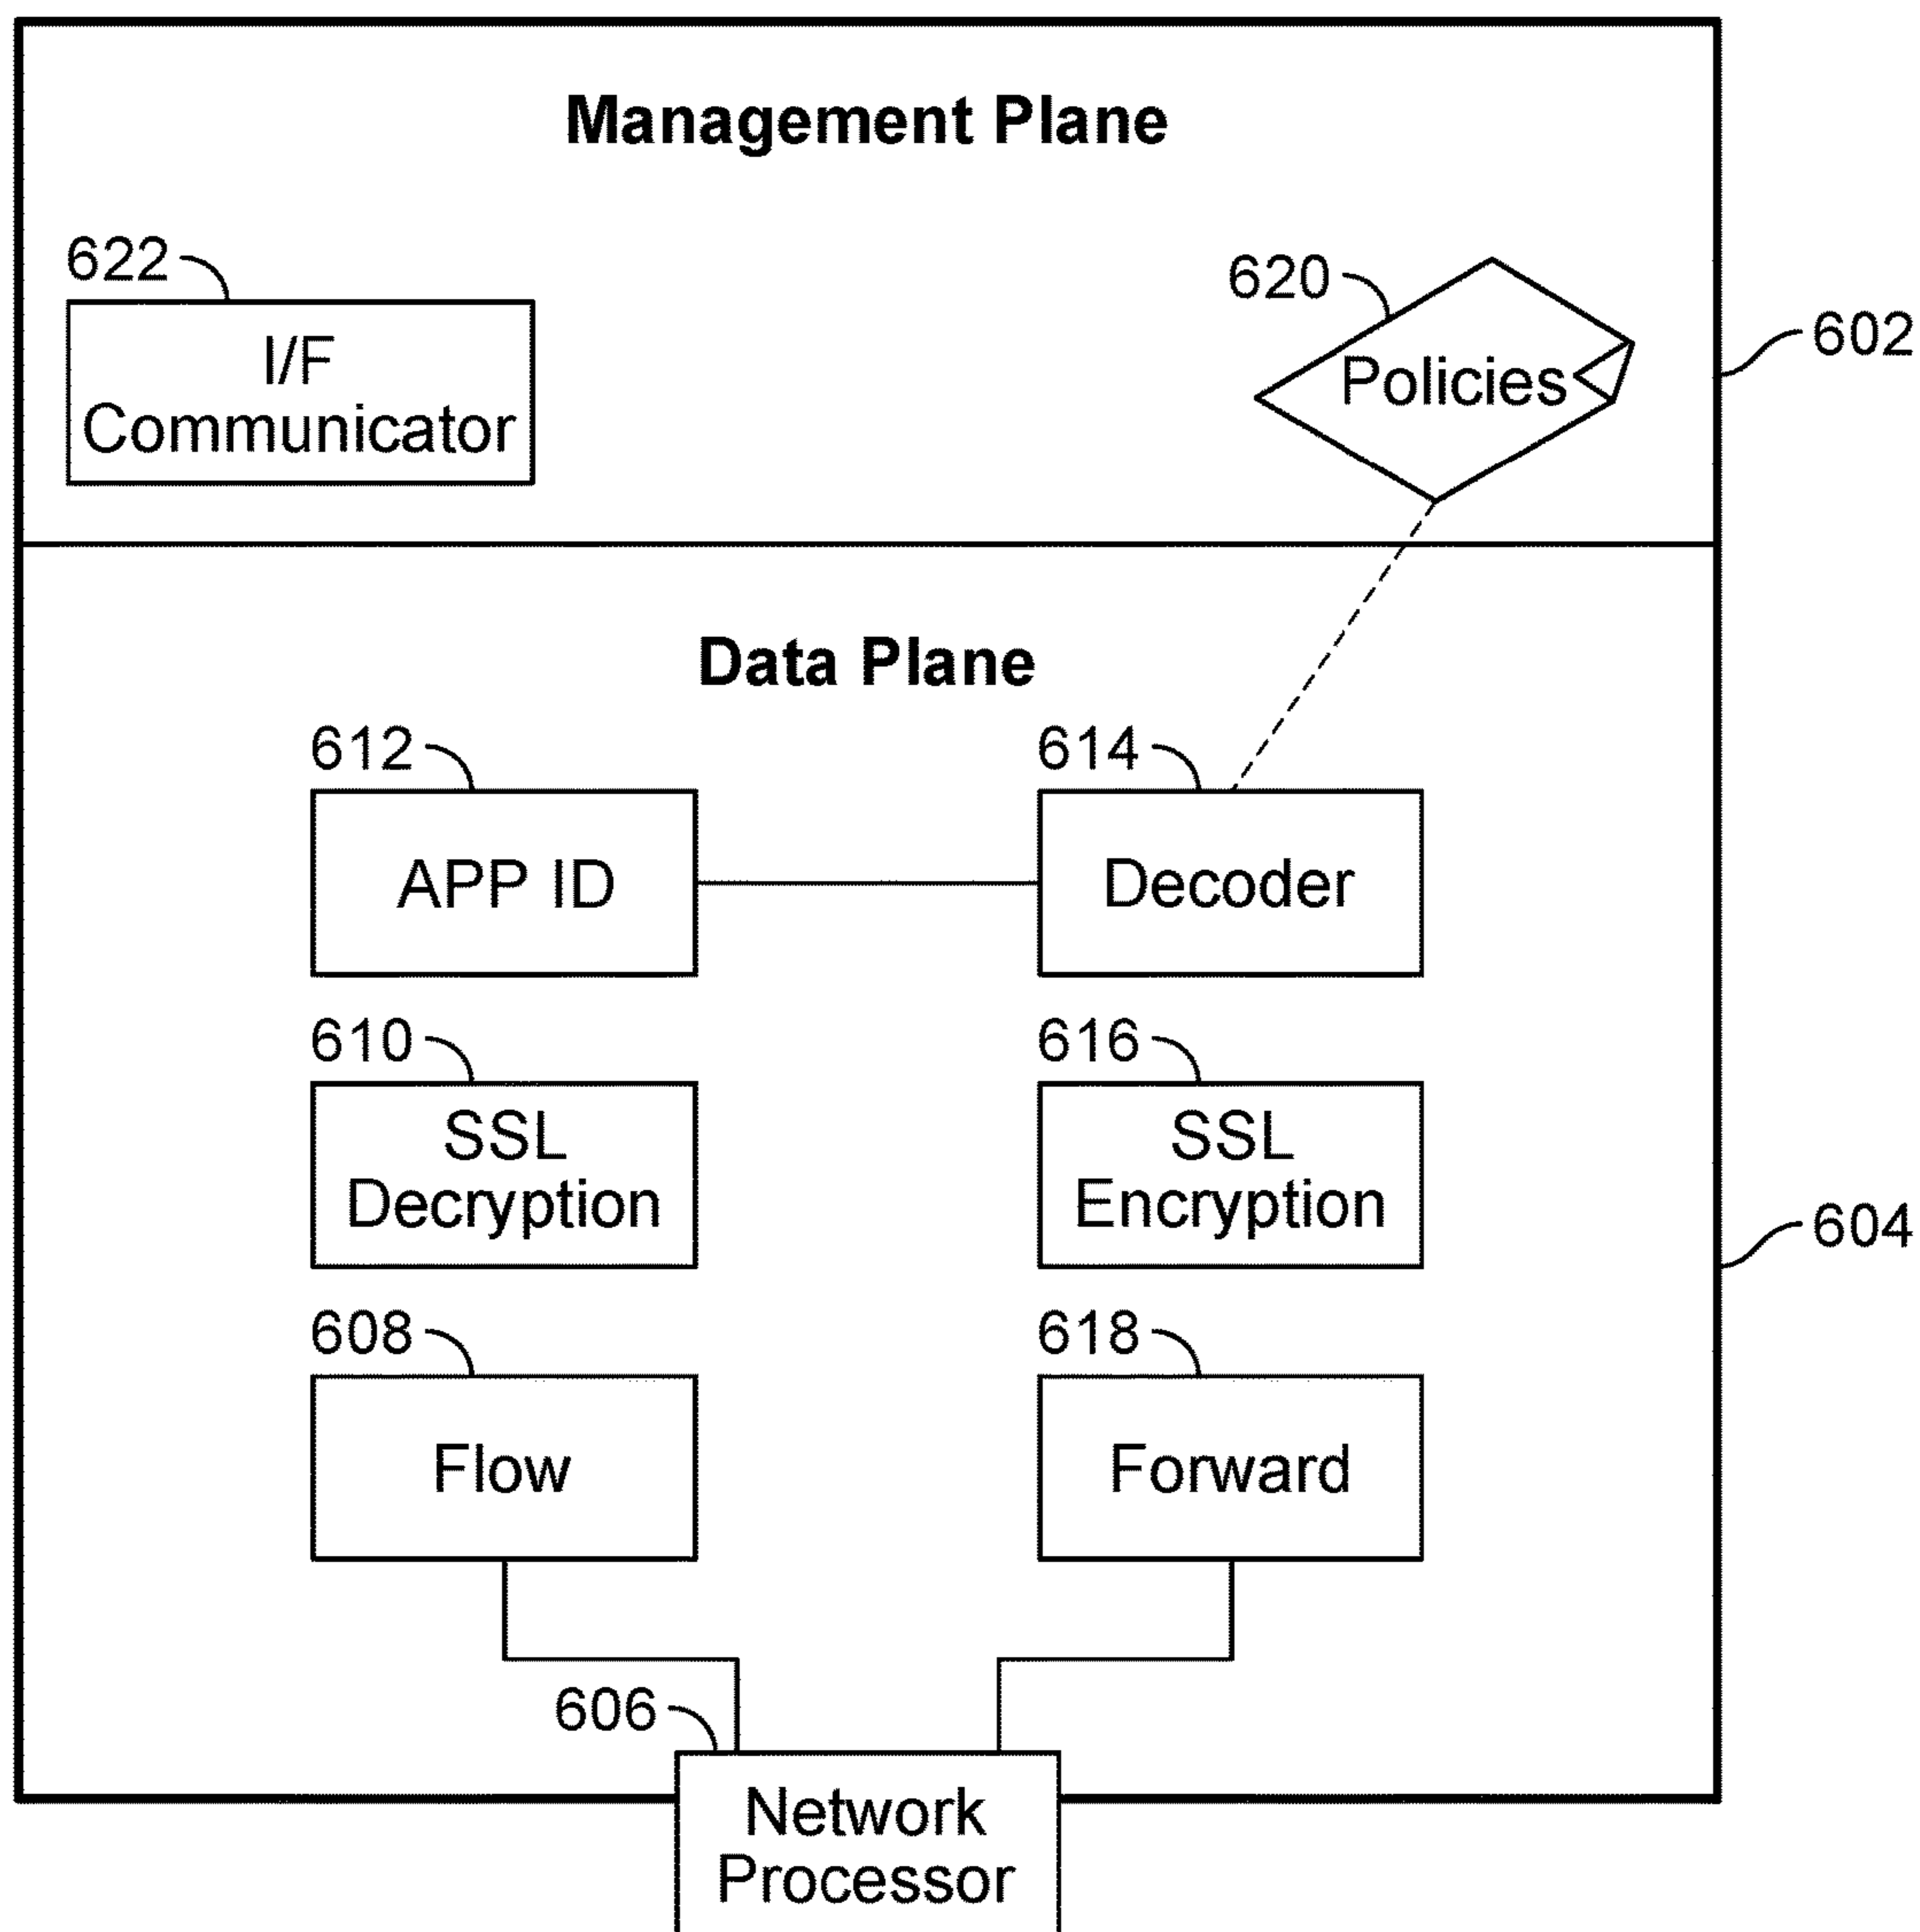 Management Plane
622
620
602
I/F
Communicator
Policies
Data Plane
612
614
APP ID
Decoder
610
616
SSL
Decryption
SSL
Encryption
604
608
618
Flow
Forward
606
Network
Processor